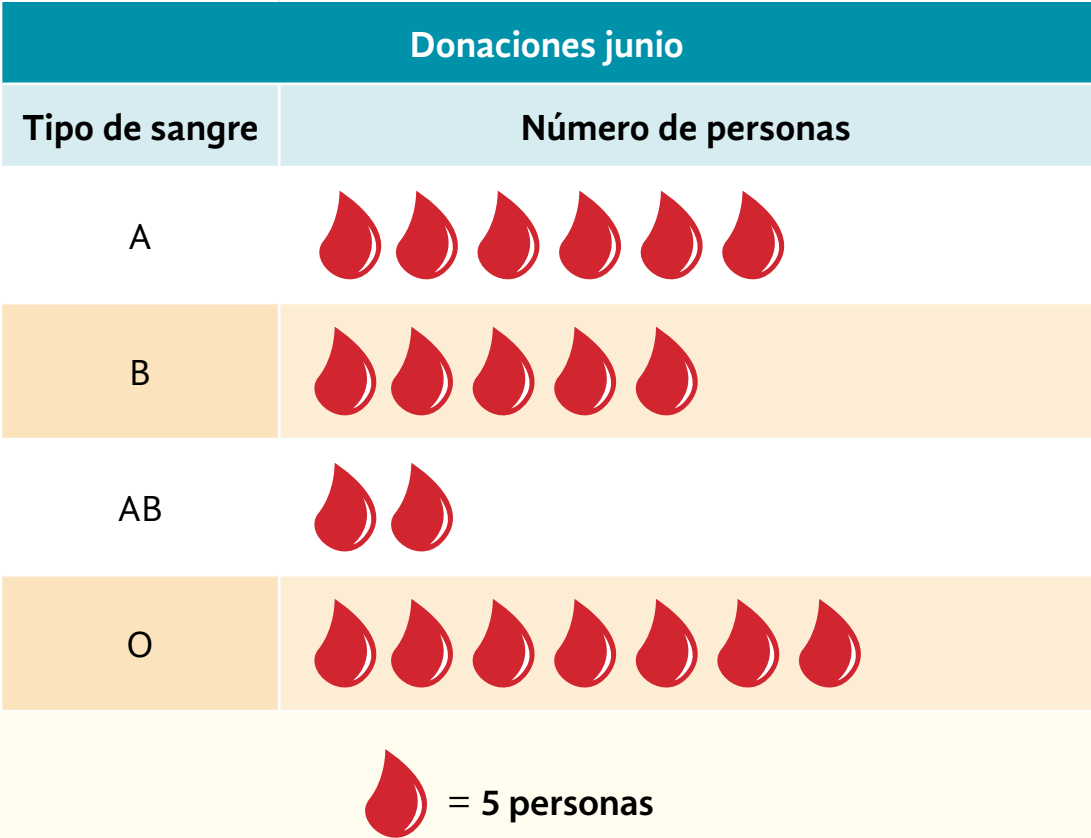 Donaciones junio
Tipo de sangre Número de personas
A
B
AB
O
= 5 personas